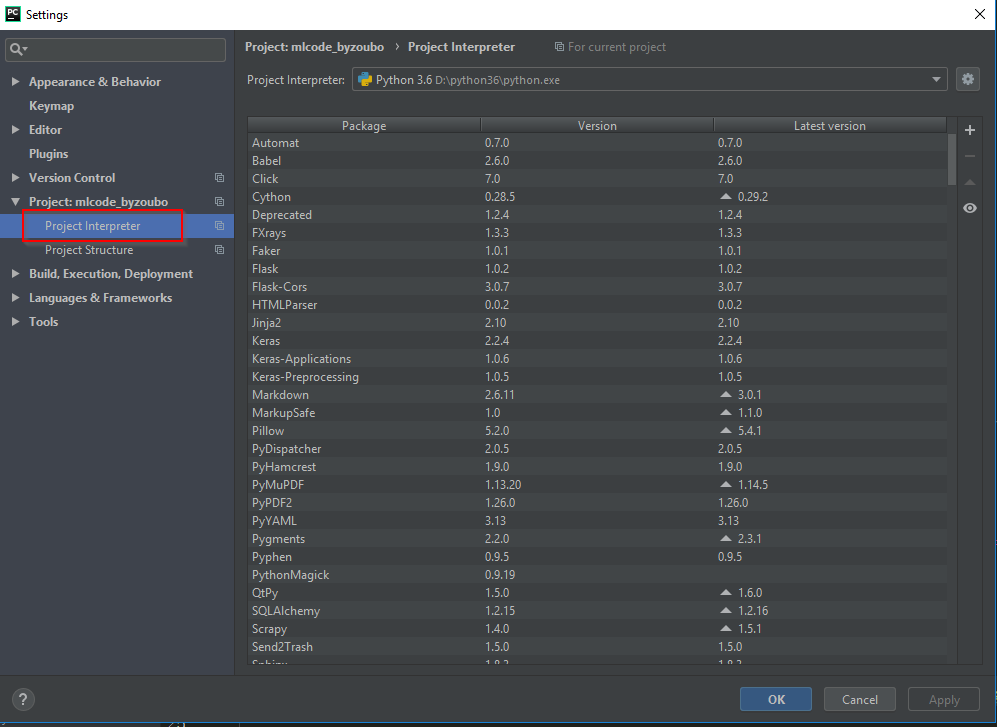 PC Settings
Project: mlcode_byzoubo › Project Interpreter For current project
Appearance & Behavior
Keymap
Editor
Plugins
Version Control
Project: mlcode_byzoubo
Project Interpreter
Project Structure
Build, Execution, Deployment
Languages & Frameworks
Tools
Project Interpreter: Python 3.6 D:\python36\python.exe
Package Version Latest version
Automat 0.7.0 0.7.0
Babel 2.6.0 2.6.0
Click 7.0 7.0
Cython 0.28.5 0.29.2
Deprecated 1.2.4 1.2.4
FXrays 1.3.3 1.3.3
Faker 1.0.1 1.0.1
Flask 1.0.2 1.0.2
Flask-Cors 3.0.7 3.0.7
HTMLParser 0.0.2 0.0.2
Jinja2 2.10 2.10
Keras 2.2.4 2.2.4
Keras-Applications 1.0.6 1.0.6
Keras-Preprocessing 1.0.5 1.0.5
Markdown 2.6.11 3.0.1
MarkupSafe 1.0 1.1.0
Pillow 5.2.0 5.4.1
PyDispatcher 2.0.5 2.0.5
PyHamcrest 1.9.0 1.9.0
PyMuPDF 1.13.20 1.14.5
PyPDF2 1.26.0 1.26.0
PyYAML 3.13 3.13
Pygments 2.2.0 2.3.1
Pyphen 0.9.5 0.9.5
PythonMagick 0.9.19
QtPy 1.5.0 1.6.0
SQLAlchemy 1.2.15 1.2.16
Scrapy 1.4.0 1.5.1
Send2Trash 1.5.0 1.5.0
? OK Cancel Apply